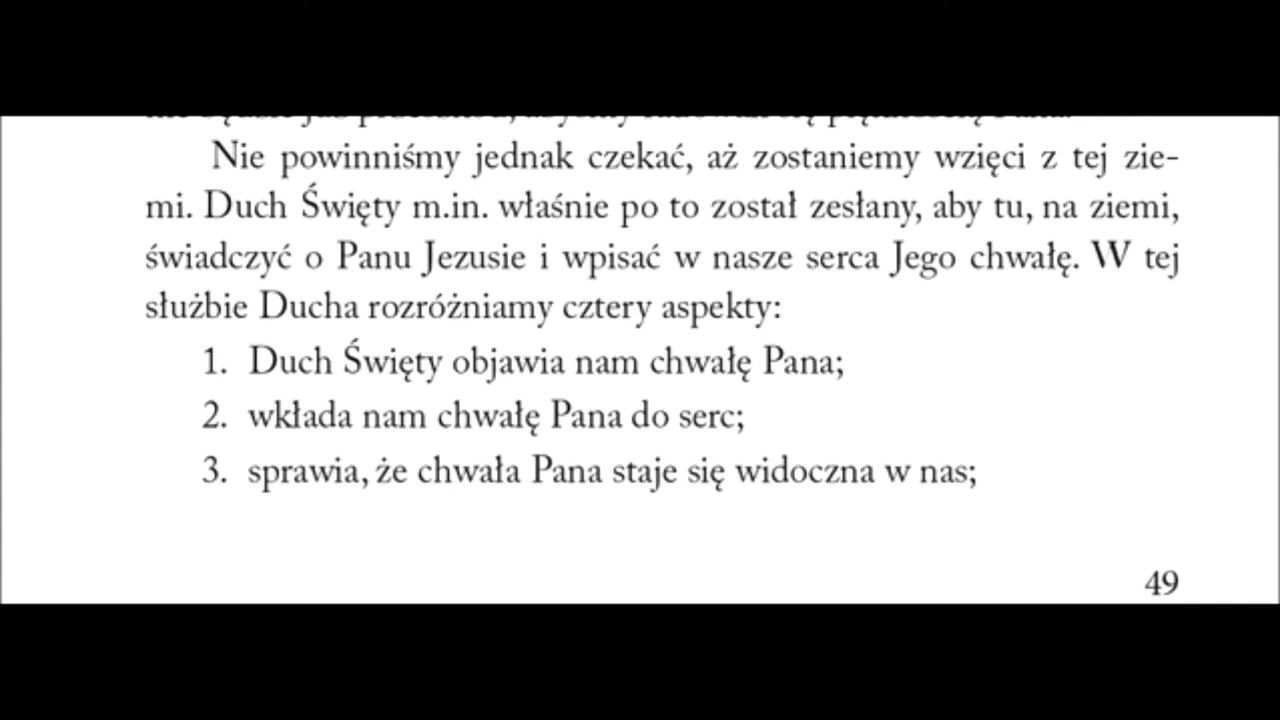 Nie powinniśmy jednak czekać, aż zostaniemy wzięci z tej zie-
mi. Duch Święty m.in. właśnie po to został zesłany, aby tu, na ziemi,
świadczyć o Panu Jezusie i wpisać w nasze serca Jego chwałę. W tej
służbie Ducha rozróżniamy cztery aspekty:
1. Duch Święty objawia nam chwałę Pana;
2. wkłada nam chwałę Pana do serc;
3. sprawia, że chwała Pana staje się widoczna w nas;
49